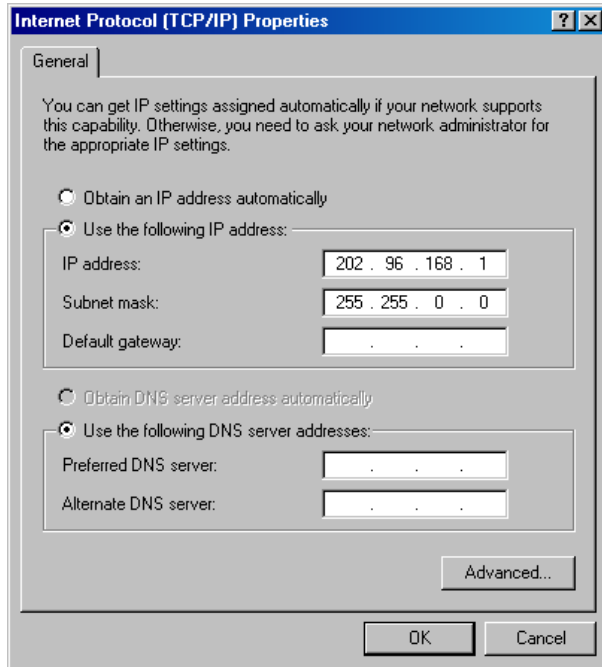 Internet Protocol (TCP/IP) Properties
General
You can get IP settings assigned automatically if your network supports
this capability. Otherwise, you need to ask your network administrator for
the appropriate IP settings.
Obtain an IP address automatically
Use the following IP address:
IP address: 202 . 96 . 168 . 1
Subnet mask: 255 . 255 . 0 . 0
Default gateway: . . .
Obtain DNS server address automatically
Use the following DNS server addresses:
Preferred DNS server: . . .
Alternate DNS server: . . .
Advanced...
OK Cancel